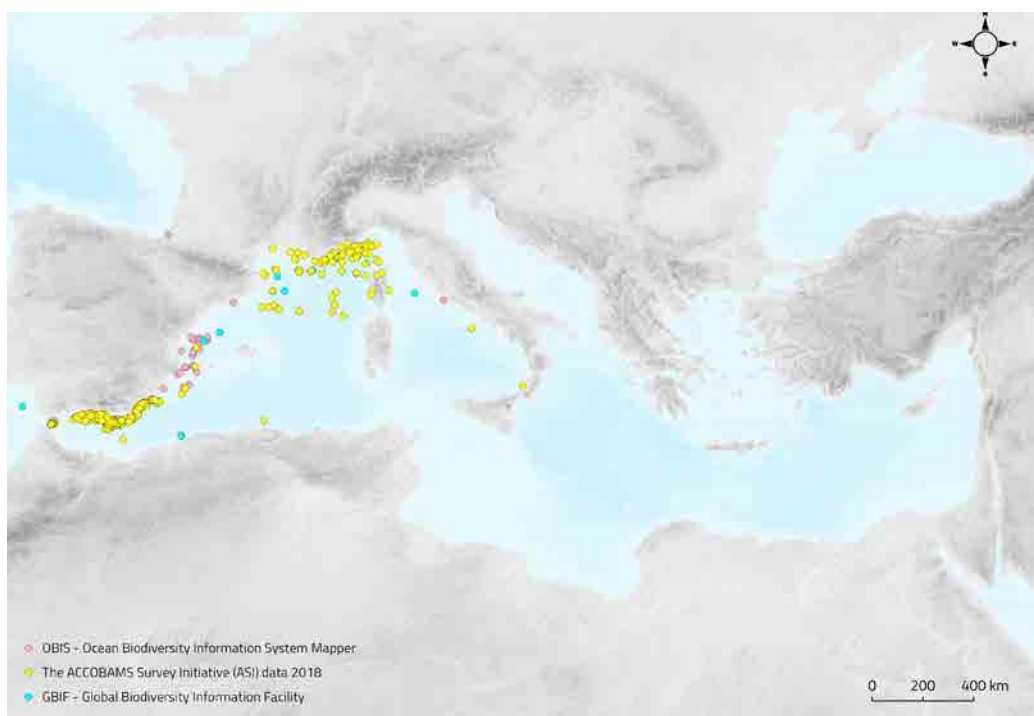 N
W E
S
OBIS - Ocean Biodiversity Information System Mapper
The ACCOBAMS Survey Initiative (ASI) data 2018
GBIF - Global Biodiversity Information Facility
0 200 400 km